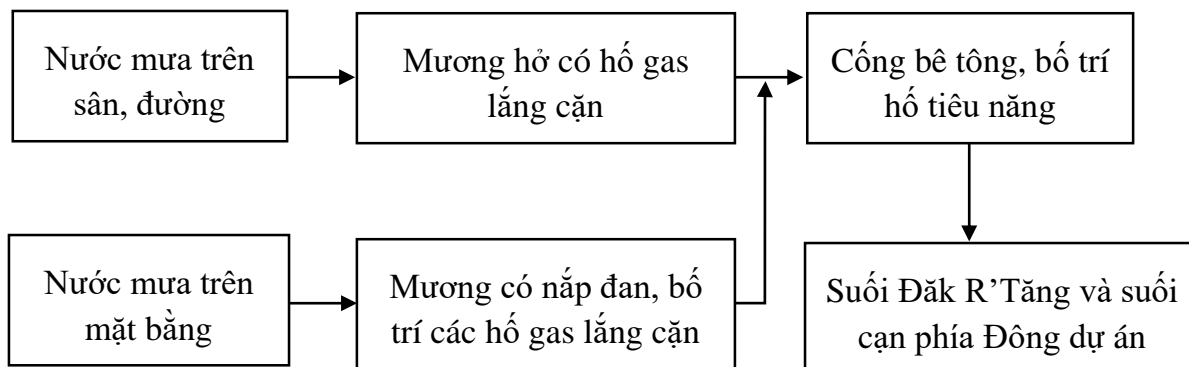 Nước mưa trên
sân, đường
Mương hở có hố gas
lắng cặn
Cống bê tông, bố trí
hố tiêu năng
Nước mưa trên
mặt bằng
Mương có nắp đan, bố
trí các hố gas lắng cặn
Suối Đăk R’Tăng và suối
cạn phía Đông dự án